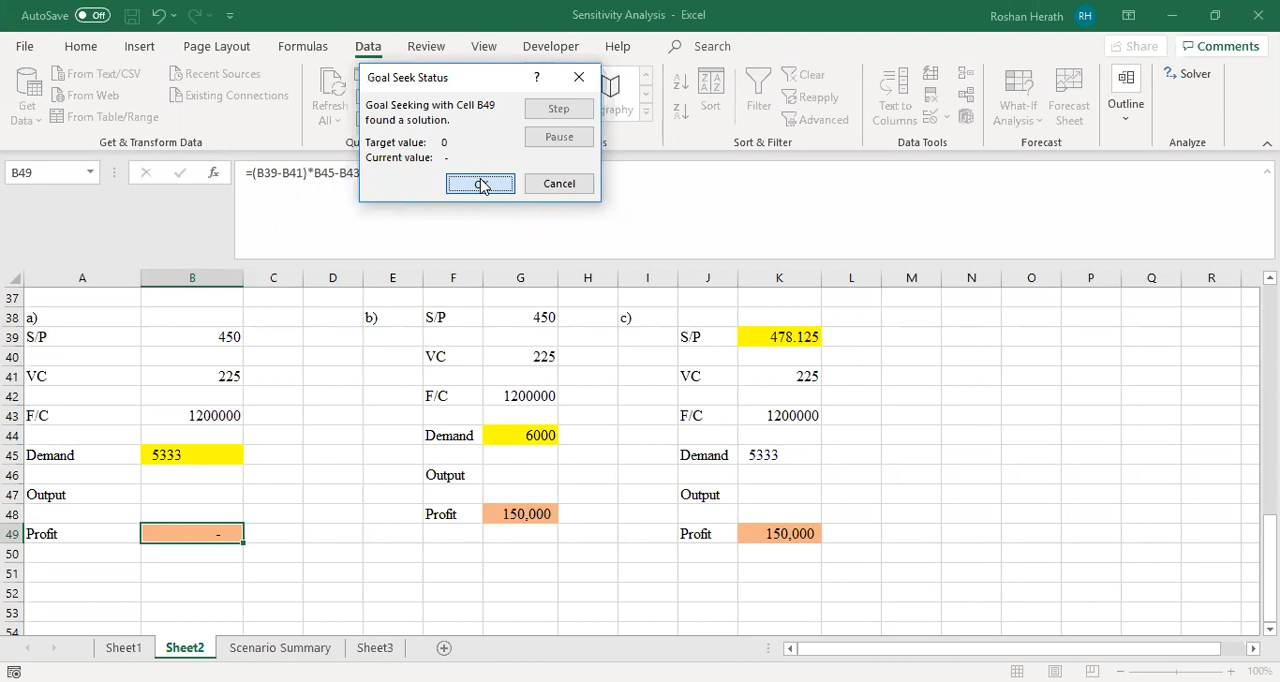 AutoSave Off
Sensitivity Analysis - Excel
Roshan Herath RH
File Home Insert Page Layout Formulas Data Review View Developer Help Search
Share Comments
Get Data
From Text/CSV
From Web
From Table/Range
Recent Sources
Existing Connections
Get & Transform Data
Refresh All
Sort
Filter
Clear
Reapply
Advanced
Sort & Filter
Text to Columns
Data Tools
What-If Analysis
Forecast Sheet
Forecast
Outline
Solver
Analyze
Goal Seek Status ?
Goal Seeking with Cell B49
found a solution.
Target value: 0
Current value: -
Step
Pause
Cancel
B49 fx =(B39-B41)*B45-B43
A B C D E F G H I J K L M N O P Q R
37
38 a) b) S/P 450 c)
39 S/P 450 S/P 478.125
40 VC 225
41 VC 225 VC 225
42 F/C 1200000
43 F/C 1200000 F/C 1200000
44 Demand 6000
45 Demand 5333 Demand 5333
46 Output
47 Output Output
48 Profit 150,000
49 Profit - Profit 150,000
50
51
52
53
54
Sheet1 Sheet2 Scenario Summary Sheet3
100%